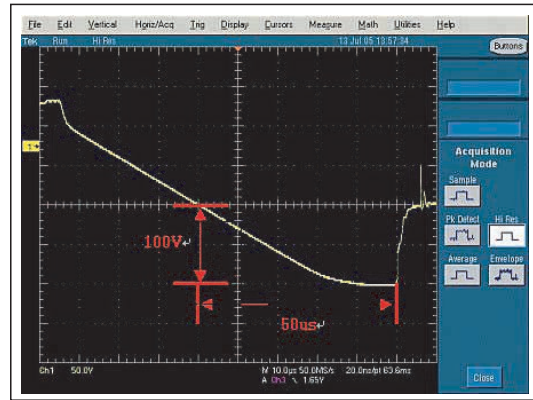 File Edit Vertical Horiz/Acq Trig Display Cursors Measure Math Utilities Help
Tek Run Hi Res 13 Jul 05 13:57:34 Buttons
1
Acquisition
Mode
Sample
Pk Detect Hi Res
Average Envelope
100V
50us
Ch1 50.0V M 10.0µs 50.0MS/s 20.0ns/pt 63.6ms
A Ch3 1.65V
Close